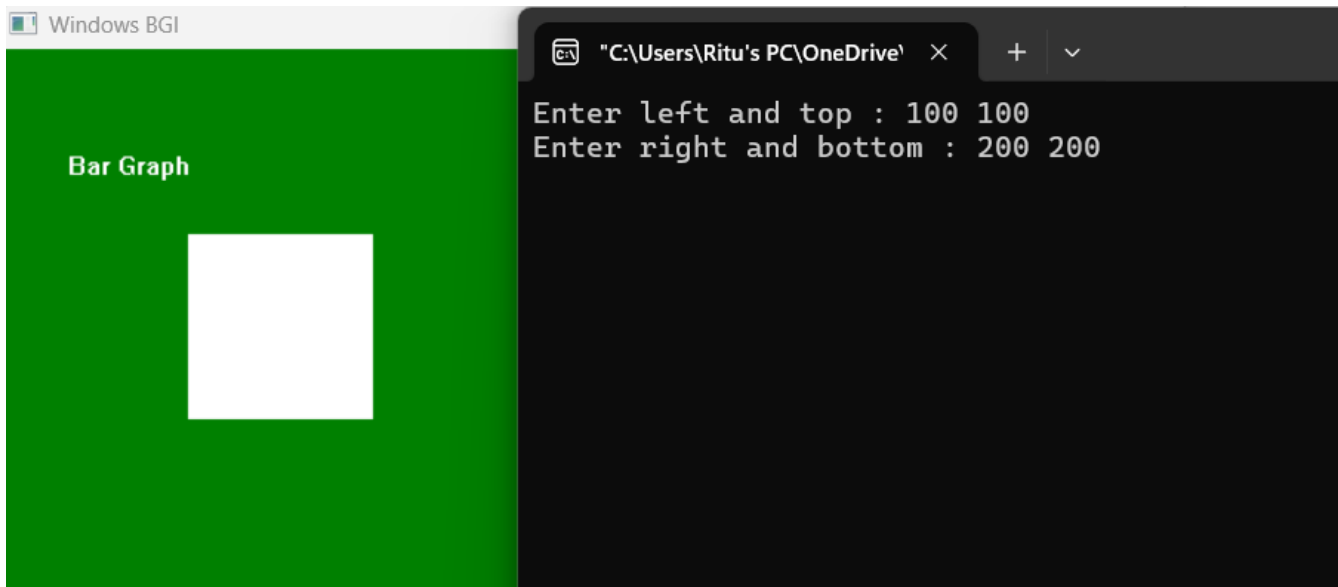 Windows BGI
"C:\Users\Ritu's PC\OneDrive\
Enter left and top : 100 100
Enter right and bottom : 200 200
Bar Graph